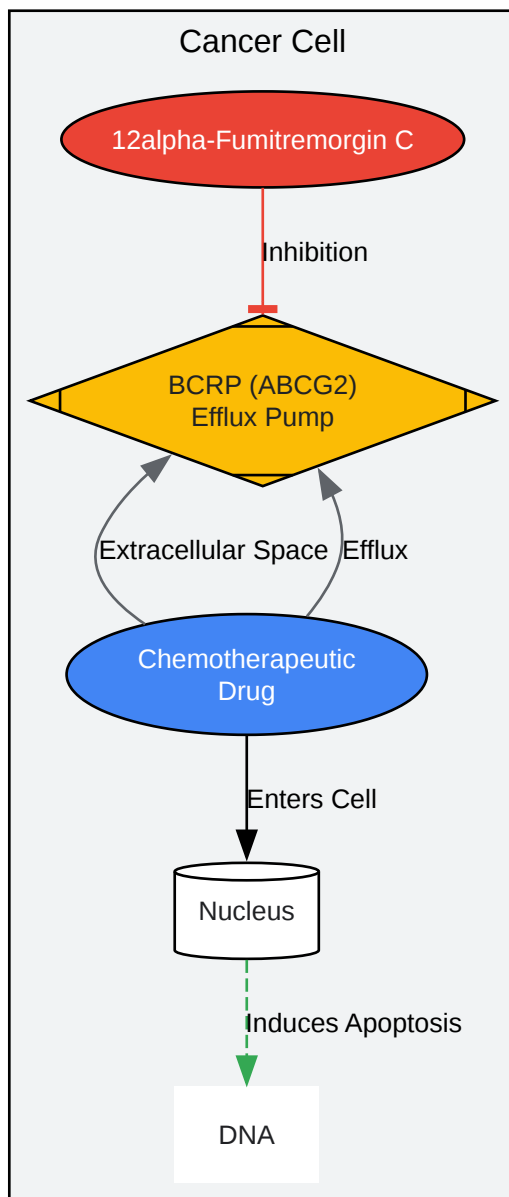 Cancer Cell
12alpha-Fumitremorgin C
Inhibition
BCRP (ABCG2)
Efflux Pump
Extracellular Space
Efflux
Chemotherapeutic
Drug
Enters Cell
Nucleus
Induces Apoptosis
DNA